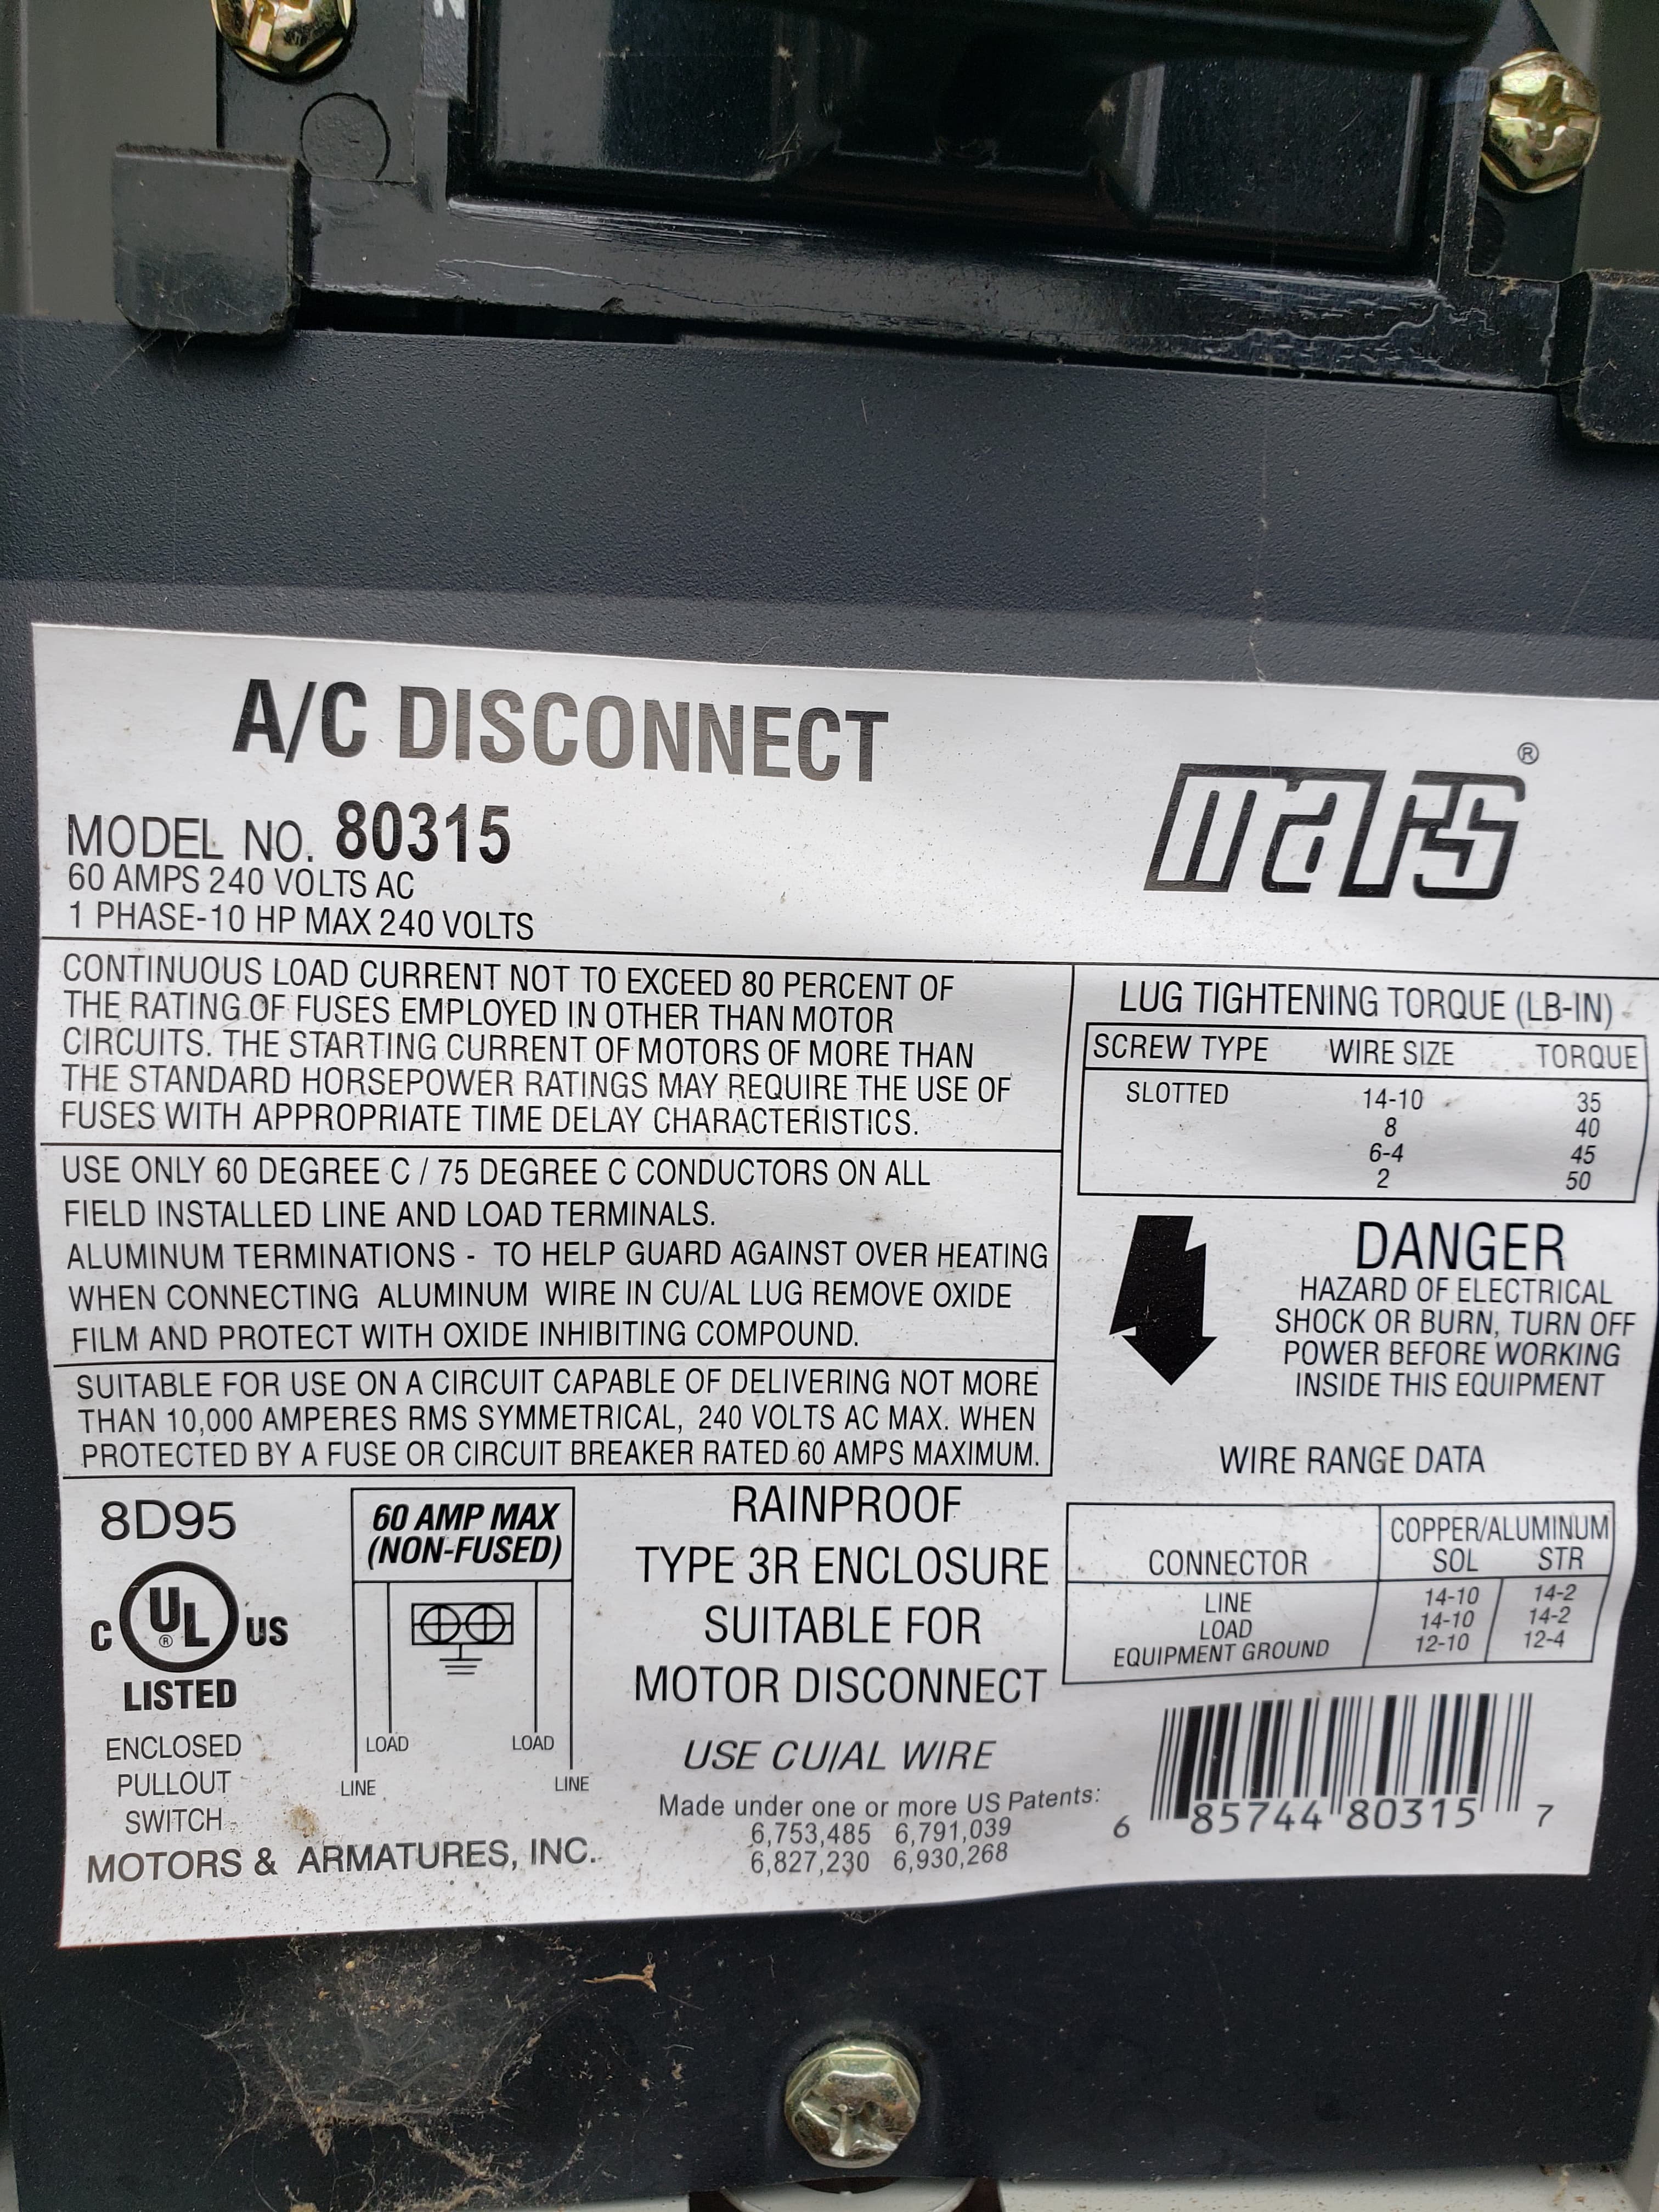 N
A/C DISCONNECT
mars®
MODEL NO. 80315
60 AMPS 240 VOLTS AC
1 PHASE-10 HP MAX 240 VOLTS
CONTINUOUS LOAD CURRENT NOT TO EXCEED 80 PERCENT OF
THE RATING OF FUSES EMPLOYED IN OTHER THAN MOTOR
CIRCUITS. THE STARTING CURRENT OF MOTORS OF MORE THAN
THE STANDARD HORSEPOWER RATINGS MAY REQUIRE THE USE OF
FUSES WITH APPROPRIATE TIME DELAY CHARACTERISTICS.
USE ONLY 60 DEGREE C / 75 DEGREE C CONDUCTORS ON ALL
FIELD INSTALLED LINE AND LOAD TERMINALS.
ALUMINUM TERMINATIONS - TO HELP GUARD AGAINST OVER HEATING
WHEN CONNECTING ALUMINUM WIRE IN CU/AL LUG REMOVE OXIDE
FILM AND PROTECT WITH OXIDE INHIBITING COMPOUND.
SUITABLE FOR USE ON A CIRCUIT CAPABLE OF DELIVERING NOT MORE
THAN 10,000 AMPERES RMS SYMMETRICAL, 240 VOLTS AC MAX. WHEN
PROTECTED BY A FUSE OR CIRCUIT BREAKER RATED 60 AMPS MAXIMUM.
LUG TIGHTENING TORQUE (LB-IN)
SCREW TYPE WIRE SIZE TORQUE
SLOTTED 14-10 35
8 40
6-4 45
2 50
DANGER
HAZARD OF ELECTRICAL
SHOCK OR BURN, TURN OFF
POWER BEFORE WORKING
INSIDE THIS EQUIPMENT
8D95
C UL® US
LISTED
ENCLOSED
PULLOUT
SWITCH
60 AMP MAX
(NON-FUSED)
LOAD LOAD
LINE LINE
MOTORS & ARMATURES, INC.
RAINPROOF
TYPE 3R ENCLOSURE
SUITABLE FOR
MOTOR DISCONNECT
USE CU/AL WIRE
Made under one or more US Patents:
6,753,485 6,791,039
6,827,230 6,930,268
WIRE RANGE DATA
COPPER/ALUMINUM
CONNECTOR SOL STR
LINE 14-10 14-2
LOAD 14-10 14-2
EQUIPMENT GROUND 12-10 12-4
6 85744 80315 7